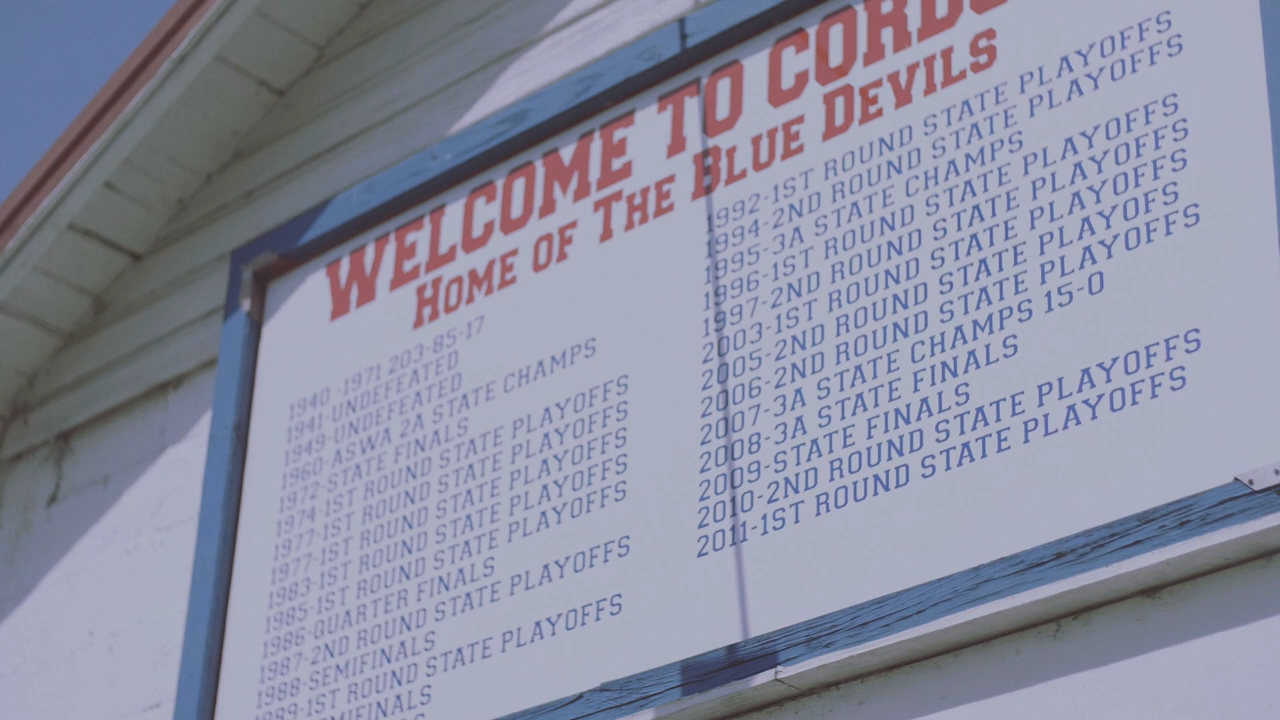 WELCOME TO
HOME OF THE BLUE DEVILS
1940-1971 203-85-17
1941-UNDEFEATED
1949-UNDEFEATED
1960-ASWA 2A STATE CHAMPS
1972-STATE FINALS
1974-1ST ROUND STATE PLAYOFFS
1977-1ST ROUND STATE PLAYOFFS
1977-1ST ROUND STATE PLAYOFFS
1983-1ST ROUND STATE PLAYOFFS
1985-1ST ROUND STATE PLAYOFFS
1986-QUARTER FINALS
1987-2ND ROUND STATE PLAYOFFS
1988-SEMIFINALS
1989-1ST ROUND STATE PLAYOFFS
1992-1ST ROUND STATE PLAYOFFS
1994-2ND ROUND STATE PLAYOFFS
1995-3A STATE CHAMPS
1996-1ST ROUND STATE PLAYOFFS
1997-2ND ROUND STATE PLAYOFFS
2003-1ST ROUND STATE PLAYOFFS
2005-2ND ROUND STATE PLAYOFS
2006-2ND ROUND STATE PLAYOFFS
2007-3A STATE CHAMPS 15-0
2008-3A STATE FINALS
2009-STATE FINALS
2010-2ND ROUND STATE PLAYOFFS
2011-1ST ROUND STATE PLAYOFFS